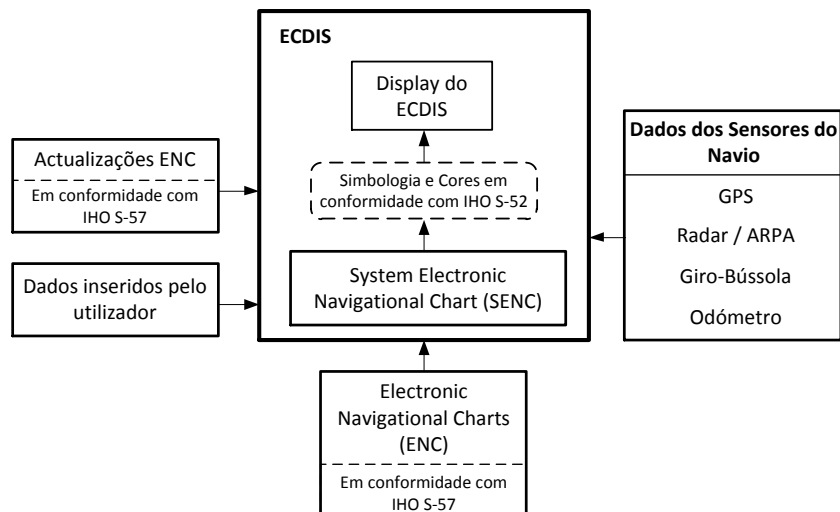 ECDIS
Display do
ECDIS
Simbologia e Cores em
conformidade com IHO S-52
System Electronic
Navigational Chart (SENC)
Actualizações ENC
Em conformidade com
IHO S-57
Dados inseridos pelo
utilizador
Dados dos Sensores do
Navio
GPS
Radar / ARPA
Giro-Bússola
Odómetro
Electronic
Navigational Charts
(ENC)
Em conformidade com
IHO S-57